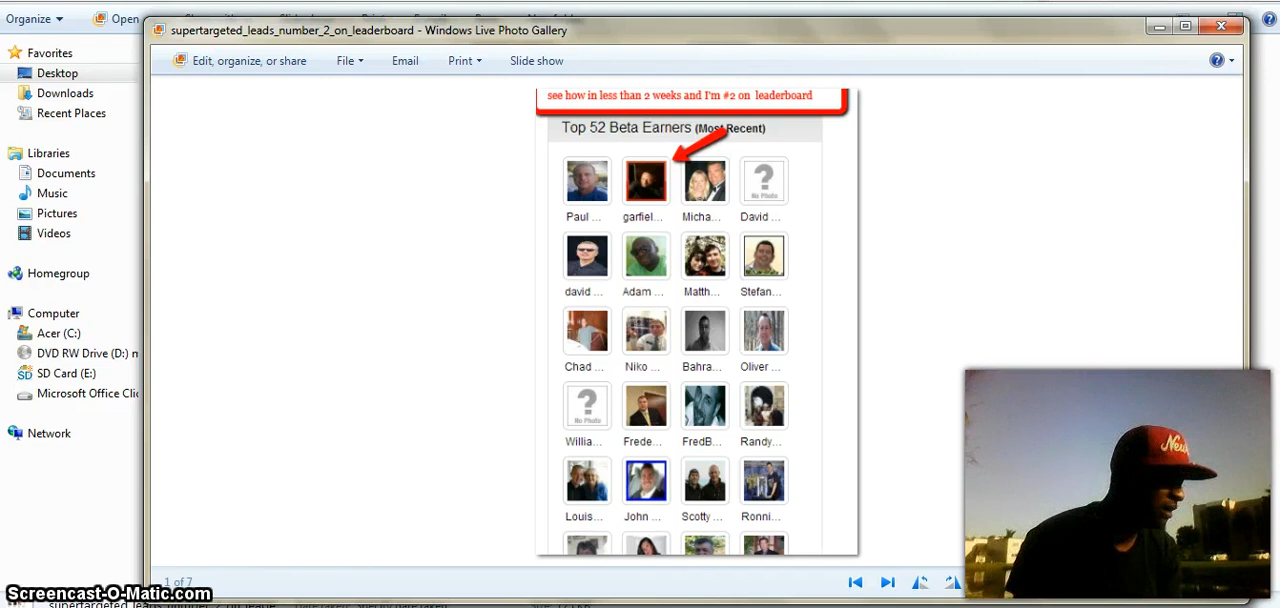 Organize
Open
supertargeted_leads_number_2_on_leaderboard - Windows Live Photo Gallery
Edit, organize, or share
File
Email
Print
Slide show
Favorites
Desktop
Downloads
Recent Places
Libraries
Documents
Music
Pictures
Videos
Homegroup
Computer
Acer (C:)
DVD RW Drive (D:) m
SD Card (E:)
Microsoft Office Clic
Network
see how in less than 2 weeks and I'm #2 on leaderboard
Top 52 Beta Earners (Most Recent)
No Photo
Paul ...
garfiel...
Micha...
David ...
david ...
Adam ...
Matth...
Stefan...
Chad ...
Niko ...
Bahra...
Oliver ...
No Photo
Willia...
Frede...
FredB...
Randy...
Louis...
John ...
Scotty ...
Ronni...
1 of 7
Screencast-O-Matic.com